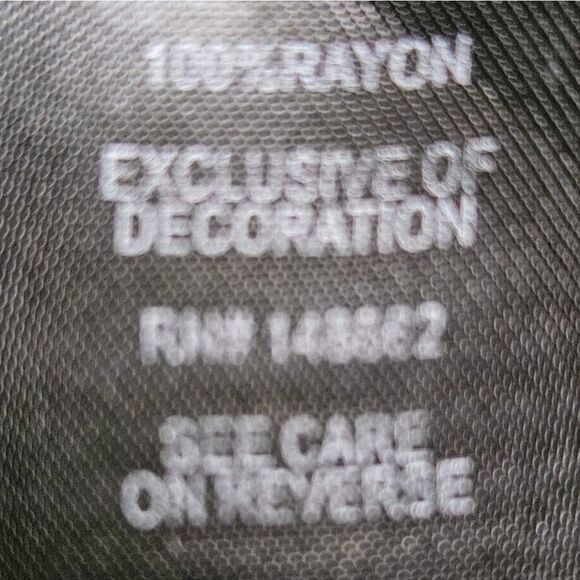 100% RAYON
EXCLUSIVE OF
DECORATION
RN#
SEE CARE
ON REVERSE